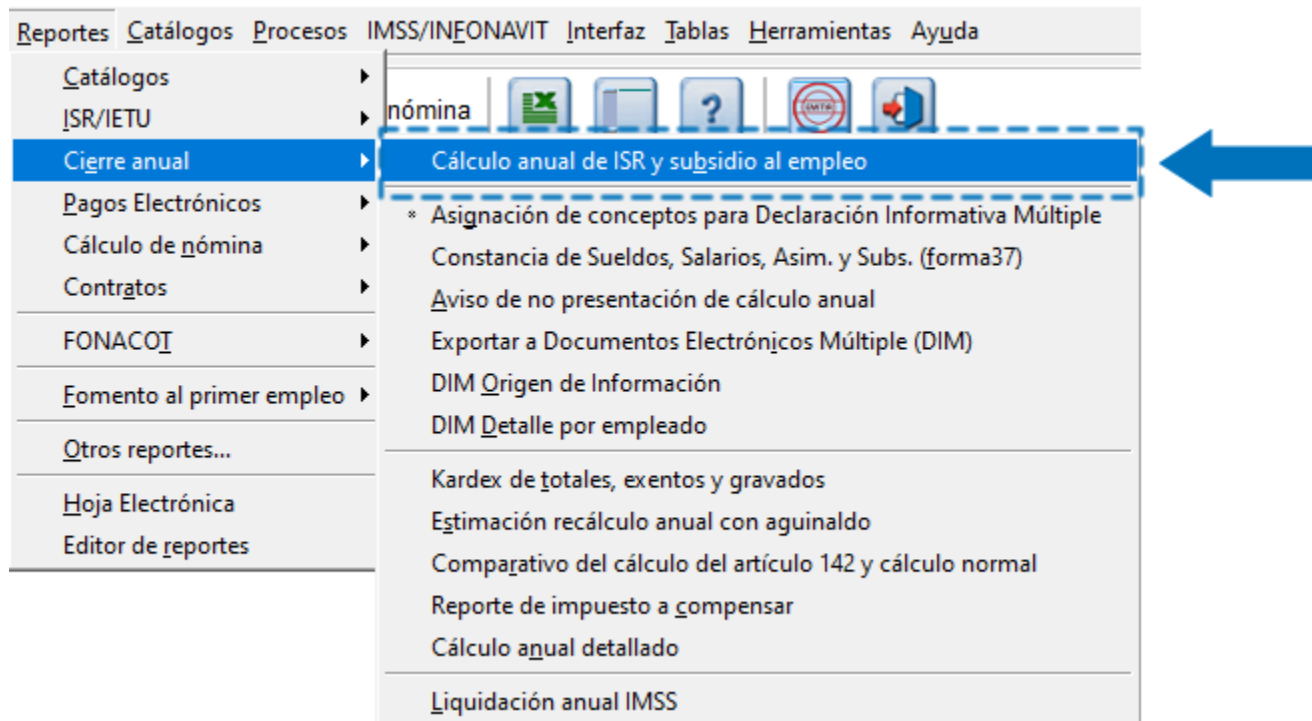 Reportes Catálogos Procesos IMSS/INFONAVIT Interfaz Tablas Herramientas Ayuda
Catálogos
ISR/IETU
Cierre anual
Pagos Electrónicos
Cálculo de nómina
Contratos
FONACOT
Fomento al primer empleo
Otros reportes...
Hoja Electrónica
Editor de reportes
nómina
?
EMITIR
Cálculo anual de ISR y subsidio al empleo
* Asignación de conceptos para Declaración Informativa Múltiple
Constancia de Sueldos, Salarios, Asim. y Subs. (forma37)
Aviso de no presentación de cálculo anual
Exportar a Documentos Electrónicos Múltiple (DIM)
DIM Origen de Información
DIM Detalle por empleado
Kardex de totales, exentos y gravados
Estimación recálculo anual con aguinaldo
Comparativo del cálculo del artículo 142 y cálculo normal
Reporte de impuesto a compensar
Cálculo anual detallado
Liquidación anual IMSS